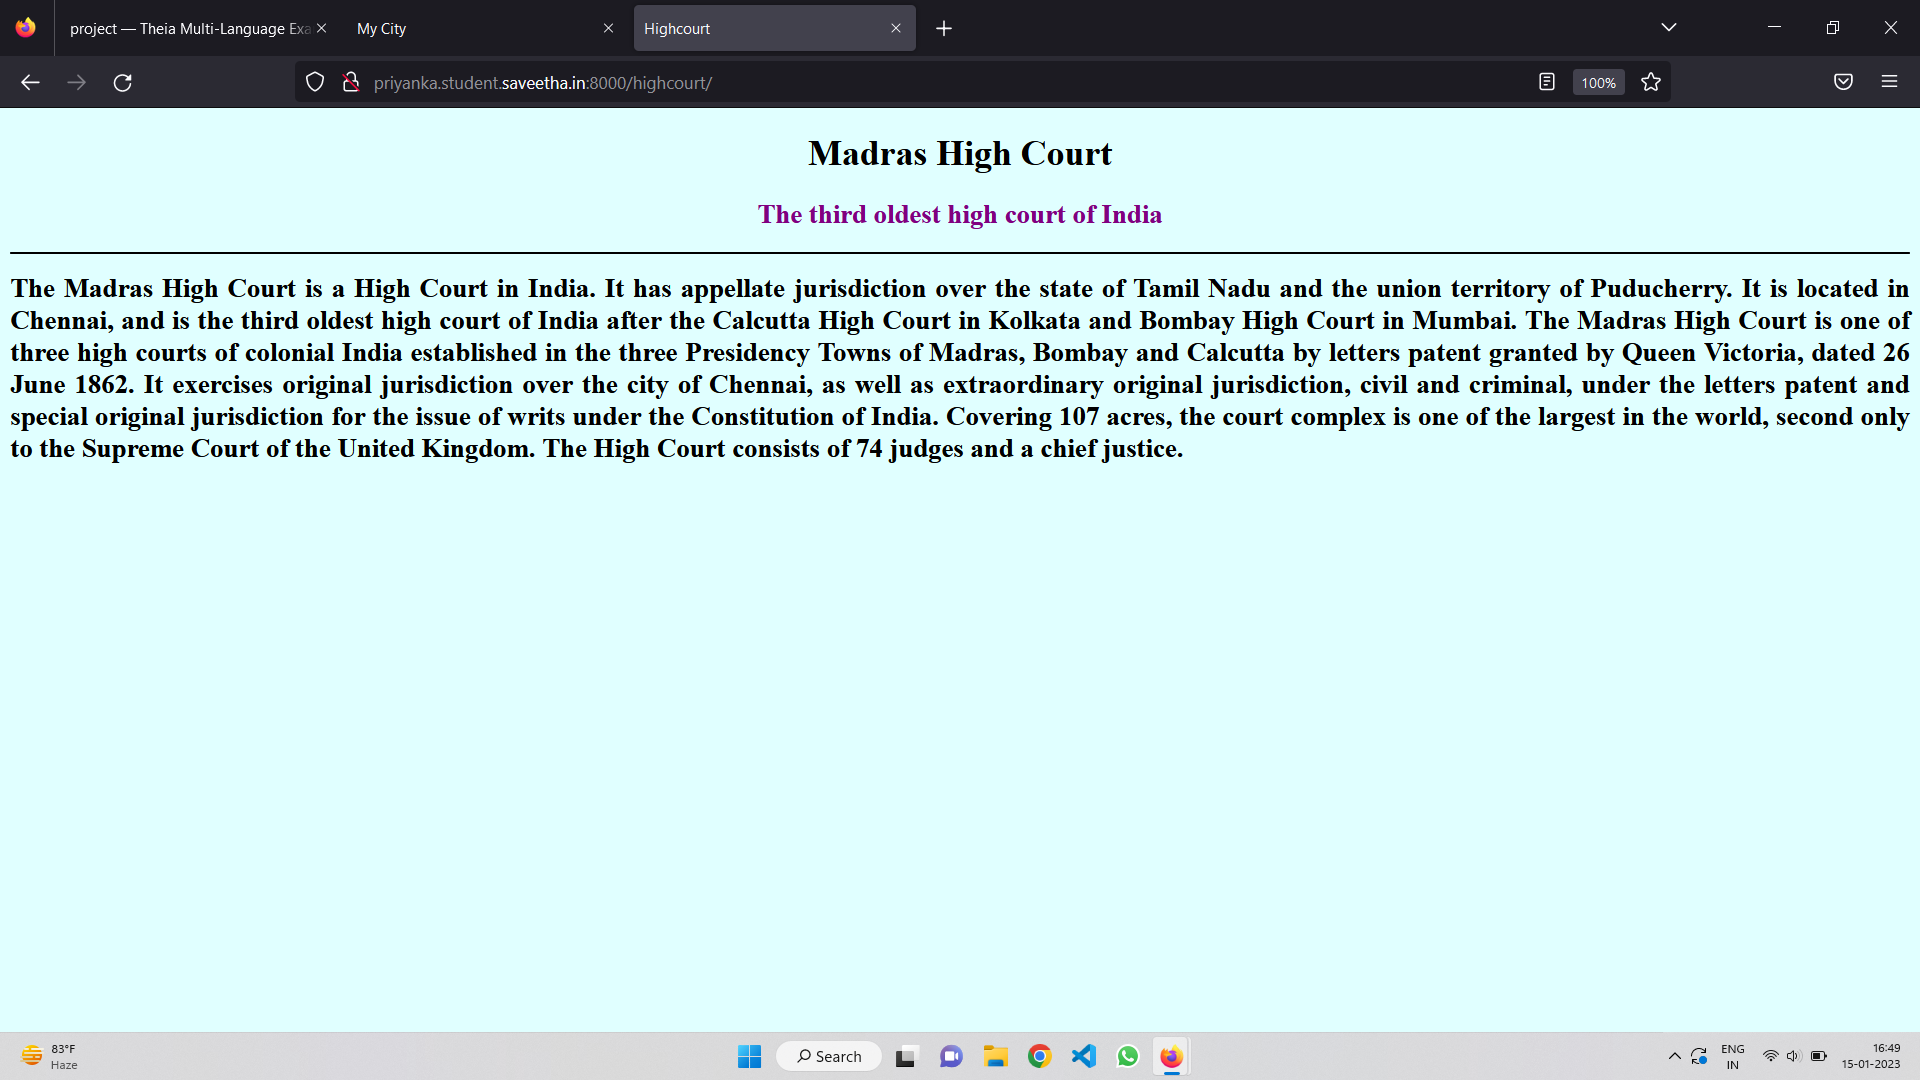 project — Theia Multi-Language Exa
My City
Highcourt
priyanka.student.saveetha.in:8000/highcourt/
100%
Madras High Court
The third oldest high court of India
The Madras High Court is a High Court in India. It has appellate jurisdiction over the state of Tamil Nadu and the union territory of Puducherry. It is located in
Chennai, and is the third oldest high court of India after the Calcutta High Court in Kolkata and Bombay High Court in Mumbai. The Madras High Court is one of
three high courts of colonial India established in the three Presidency Towns of Madras, Bombay and Calcutta by letters patent granted by Queen Victoria, dated 26
June 1862. It exercises original jurisdiction over the city of Chennai, as well as extraordinary original jurisdiction, civil and criminal, under the letters patent and
special original jurisdiction for the issue of writs under the Constitution of India. Covering 107 acres, the court complex is one of the largest in the world, second only
to the Supreme Court of the United Kingdom. The High Court consists of 74 judges and a chief justice.
83°F
Haze
Search
ENG
IN
16:49
15-01-2023